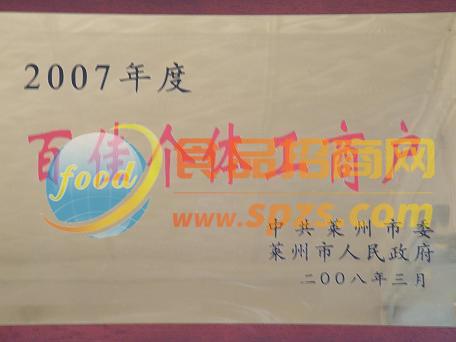 2007年度
百佳个体工商户
food 食品招商网
www.spzs.com
中共莱州市委
莱州市人民政府
二〇〇八年三月